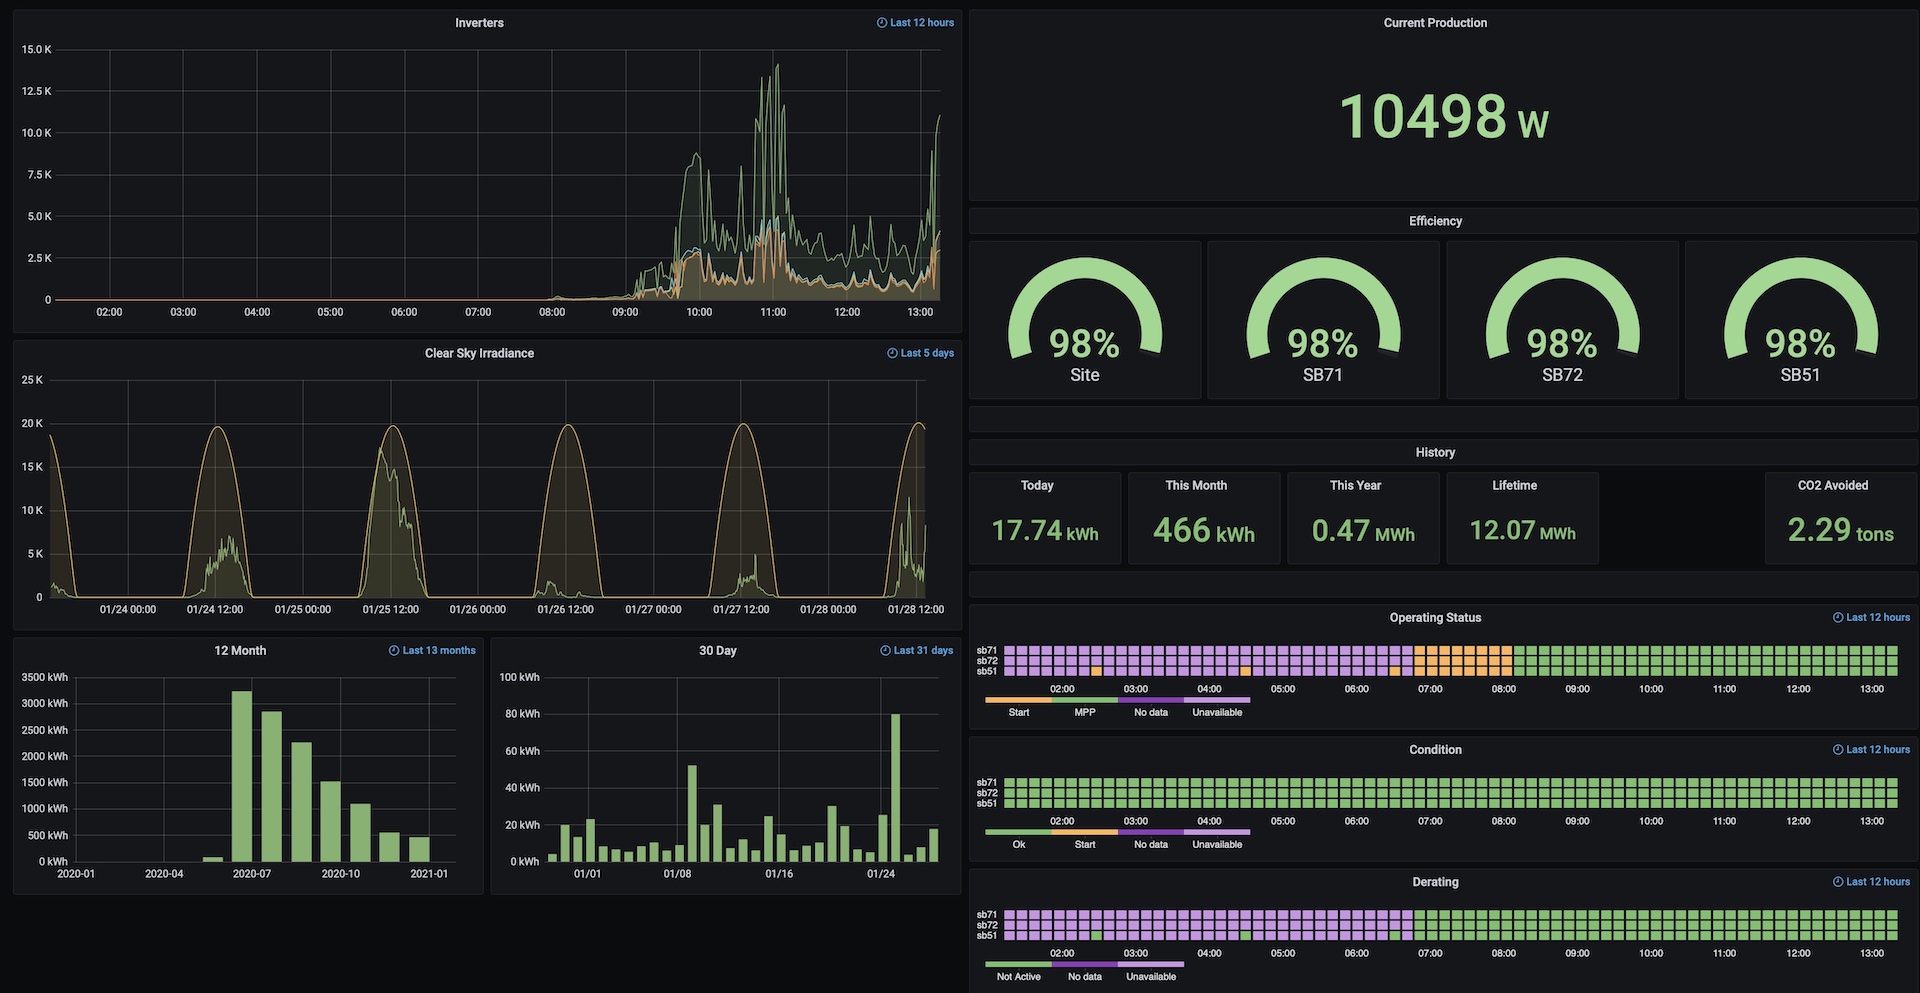 Inverters
Last 12 hours
15.0 K
12.5 K
10.0 K
7.5 K
5.0 K
2.5 K
0
02:00 03:00 04:00 05:00 06:00 07:00 08:00 09:00 10:00 11:00 12:00 13:00
Clear Sky Irradiance
Last 5 days
25 K
20 K
15 K
10 K
5 K
0
01/24 00:00 01/24 12:00 01/25 00:00 01/25 12:00 01/26 00:00 01/26 12:00 01/27 00:00 01/27 12:00 01/28 00:00 01/28 12:00
12 Month
Last 13 months
3500 kWh
3000 kWh
2500 kWh
2000 kWh
1500 kWh
1000 kWh
500 kWh
0 kWh
2020-01 2020-04 2020-07 2020-10 2021-01
30 Day
Last 31 days
100 kWh
80 kWh
60 kWh
40 kWh
20 kWh
0 kWh
01/01 01/08 01/16 01/24
Current Production
10498 W
Efficiency
98%
Site
98%
SB71
98%
SB72
98%
SB51
History
Today
17.74 kWh
This Month
466 kWh
This Year
0.47 MWh
Lifetime
12.07 MWh
CO2 Avoided
2.29 tons
Operating Status
Last 12 hours
sb71
sb72
sb51
02:00 03:00 04:00 05:00 06:00 07:00 08:00 09:00 10:00 11:00 12:00 13:00
Start MPP No data Unavailable
Condition
Last 12 hours
sb71
sb72
sb51
02:00 03:00 04:00 05:00 06:00 07:00 08:00 09:00 10:00 11:00 12:00 13:00
Ok Start No data Unavailable
Derating
Last 12 hours
sb71
sb72
sb51
02:00 03:00 04:00 05:00 06:00 07:00 08:00 09:00 10:00 11:00 12:00 13:00
Not Active No data Unavailable